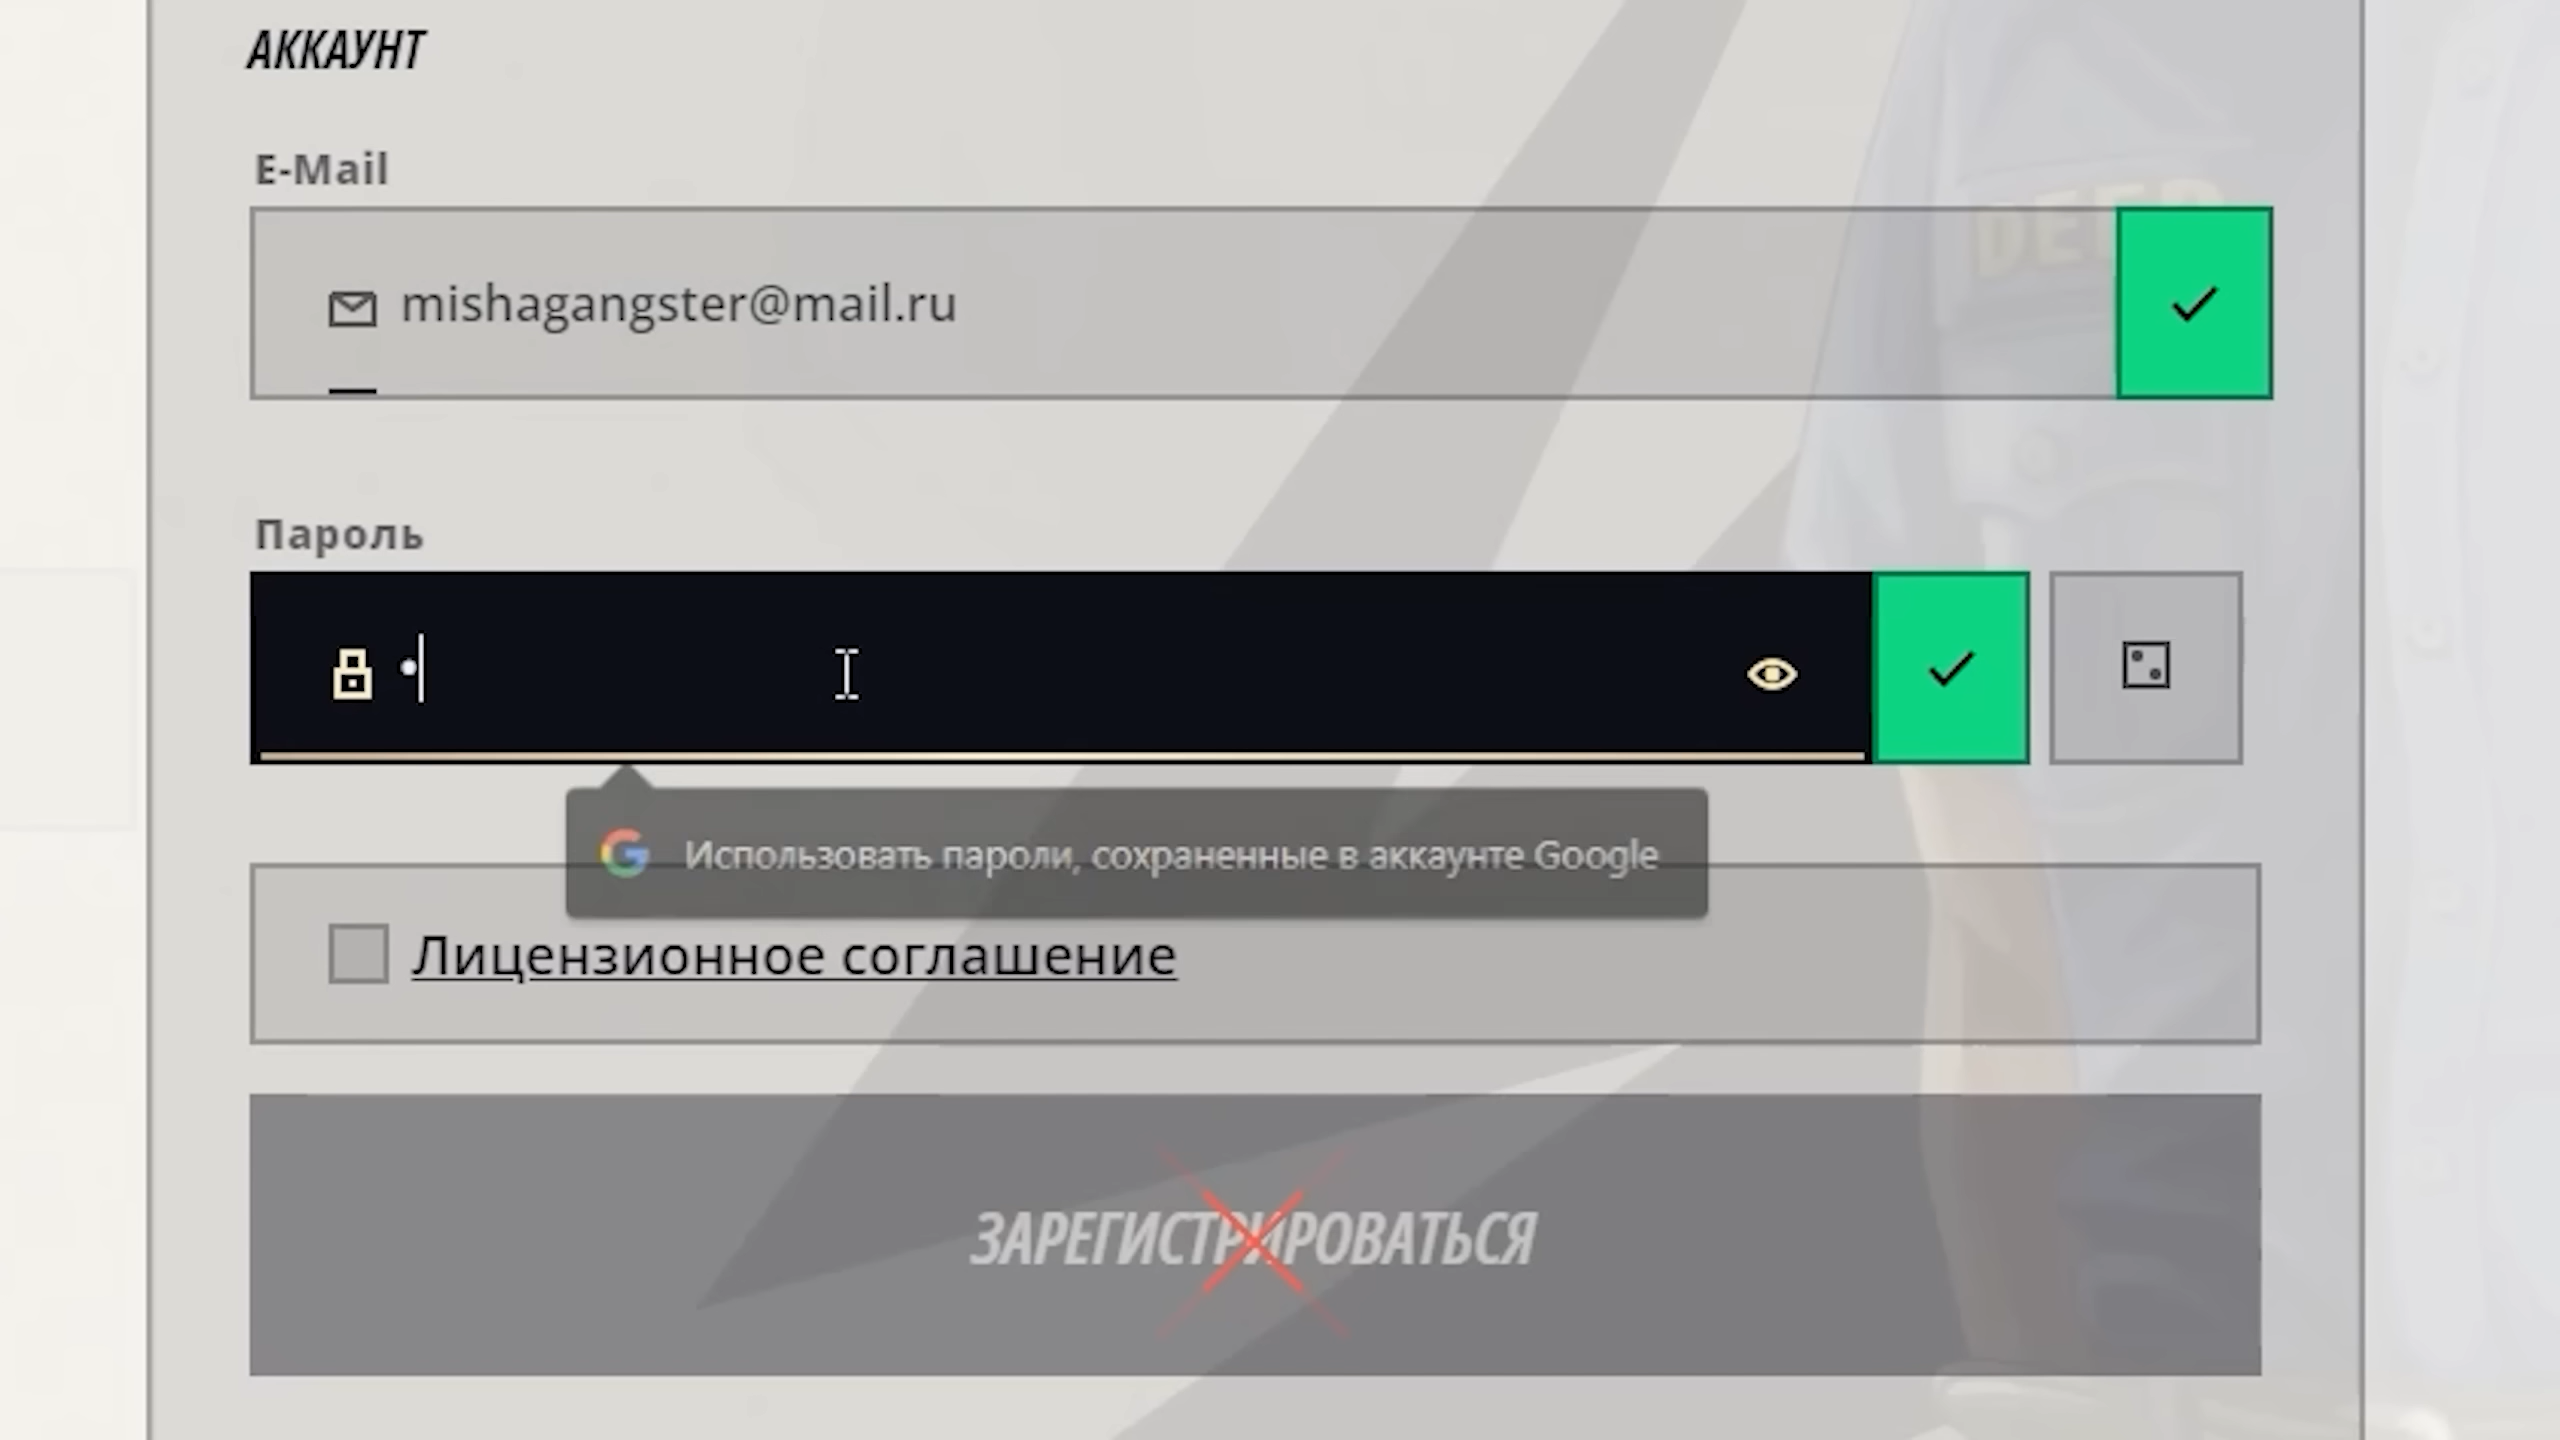 АККАУНТ
E-Mail
mishagangster@mail.ru
Пароль
Использовать пароли, сохраненные в аккаунте Google
Лицензионное соглашение
ЗАРЕГИСТРИРОВАТЬСЯ